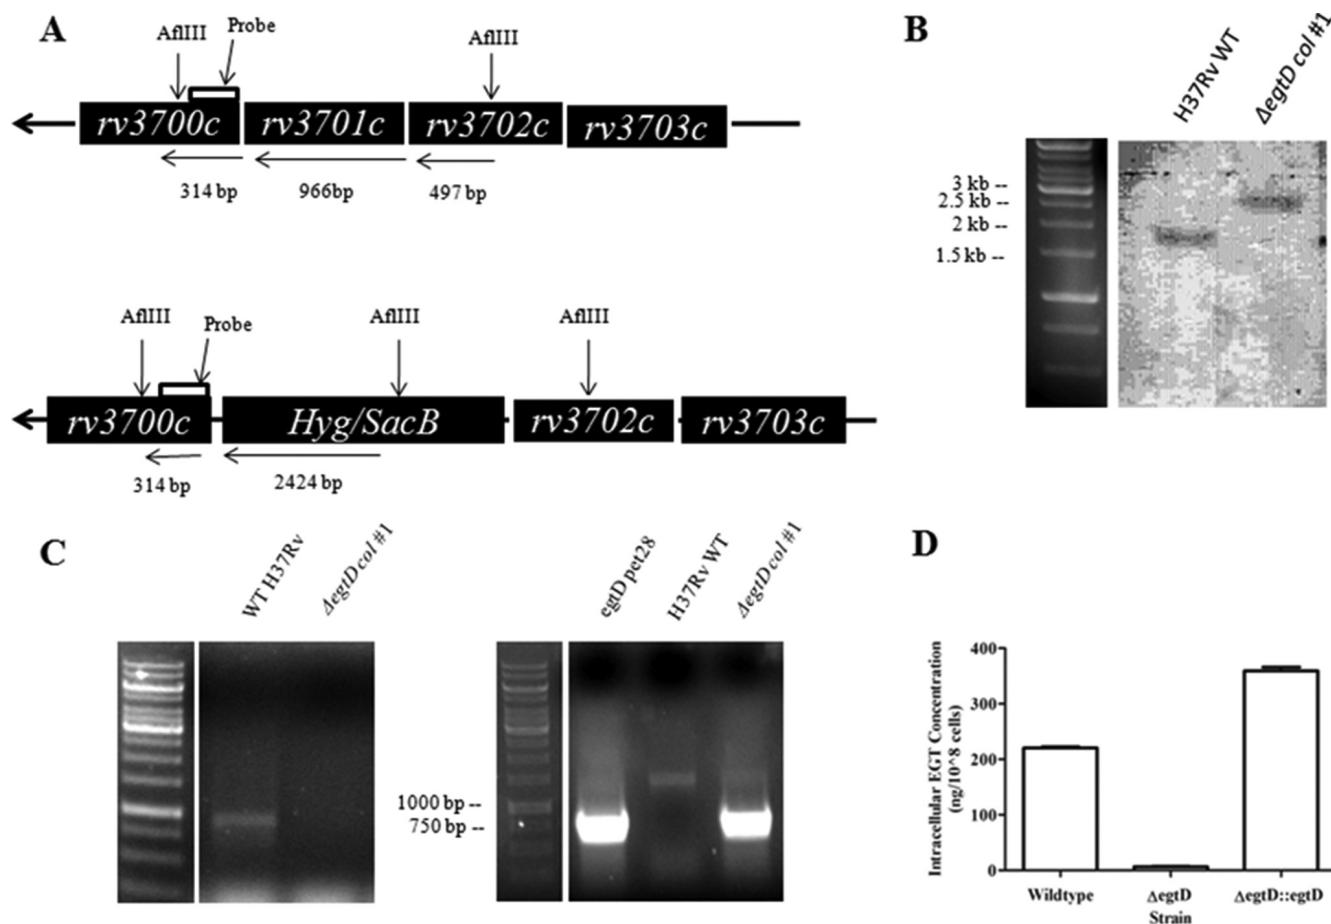 A
AflIII
Probe
AflIII
rv3700c
rv3701c
rv3702c
rv3703c
314 bp
966bp
497 bp
AflIII
Probe
AflIII
AflIII
rv3700c
Hyg/SacB
rv3702c
rv3703c
314 bp
2424 bp
B
H37Rv WT
ΔegtD col #1
3 kb --
2.5 kb --
2 kb --
1.5 kb --
C
WT H37Rv
ΔegtD col #1
egtD pet28
H37Rv WT
ΔegtD col #1
1000 bp --
750 bp --
D
Intracellular EGT Concentration
(ng/10^8 cells)
400
300
200
100
0
Wildtype
ΔegtD
ΔegtD::egtD
Strain